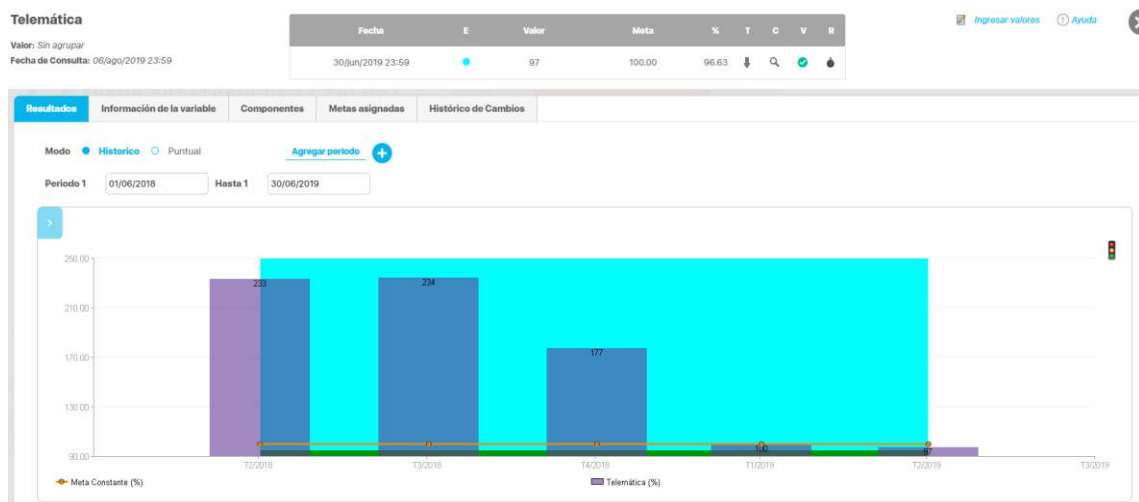 Telemática
Valor: Sin agrupar
Fecha de Consulta: 06/ago/2019 23:59
Fecha E Valor Meta % T C V R
30/jun/2019 23:59 97 100.00 96.63
Ingresar valores ? Ayuda
Resultados Información de la variable Componentes Metas asignadas Histórico de Cambios
Modo Historico Puntual Agregar periodo +
Periodo 1 01/06/2018 Hasta 1 30/06/2019
>
250.00
210.00
170.00
130.00
90.00
233 234 177 100 97
T2/2018 T3/2018 T4/2018 T1/2019 T2/2019 T3/2019
Meta Constante (%) Telemática (%)